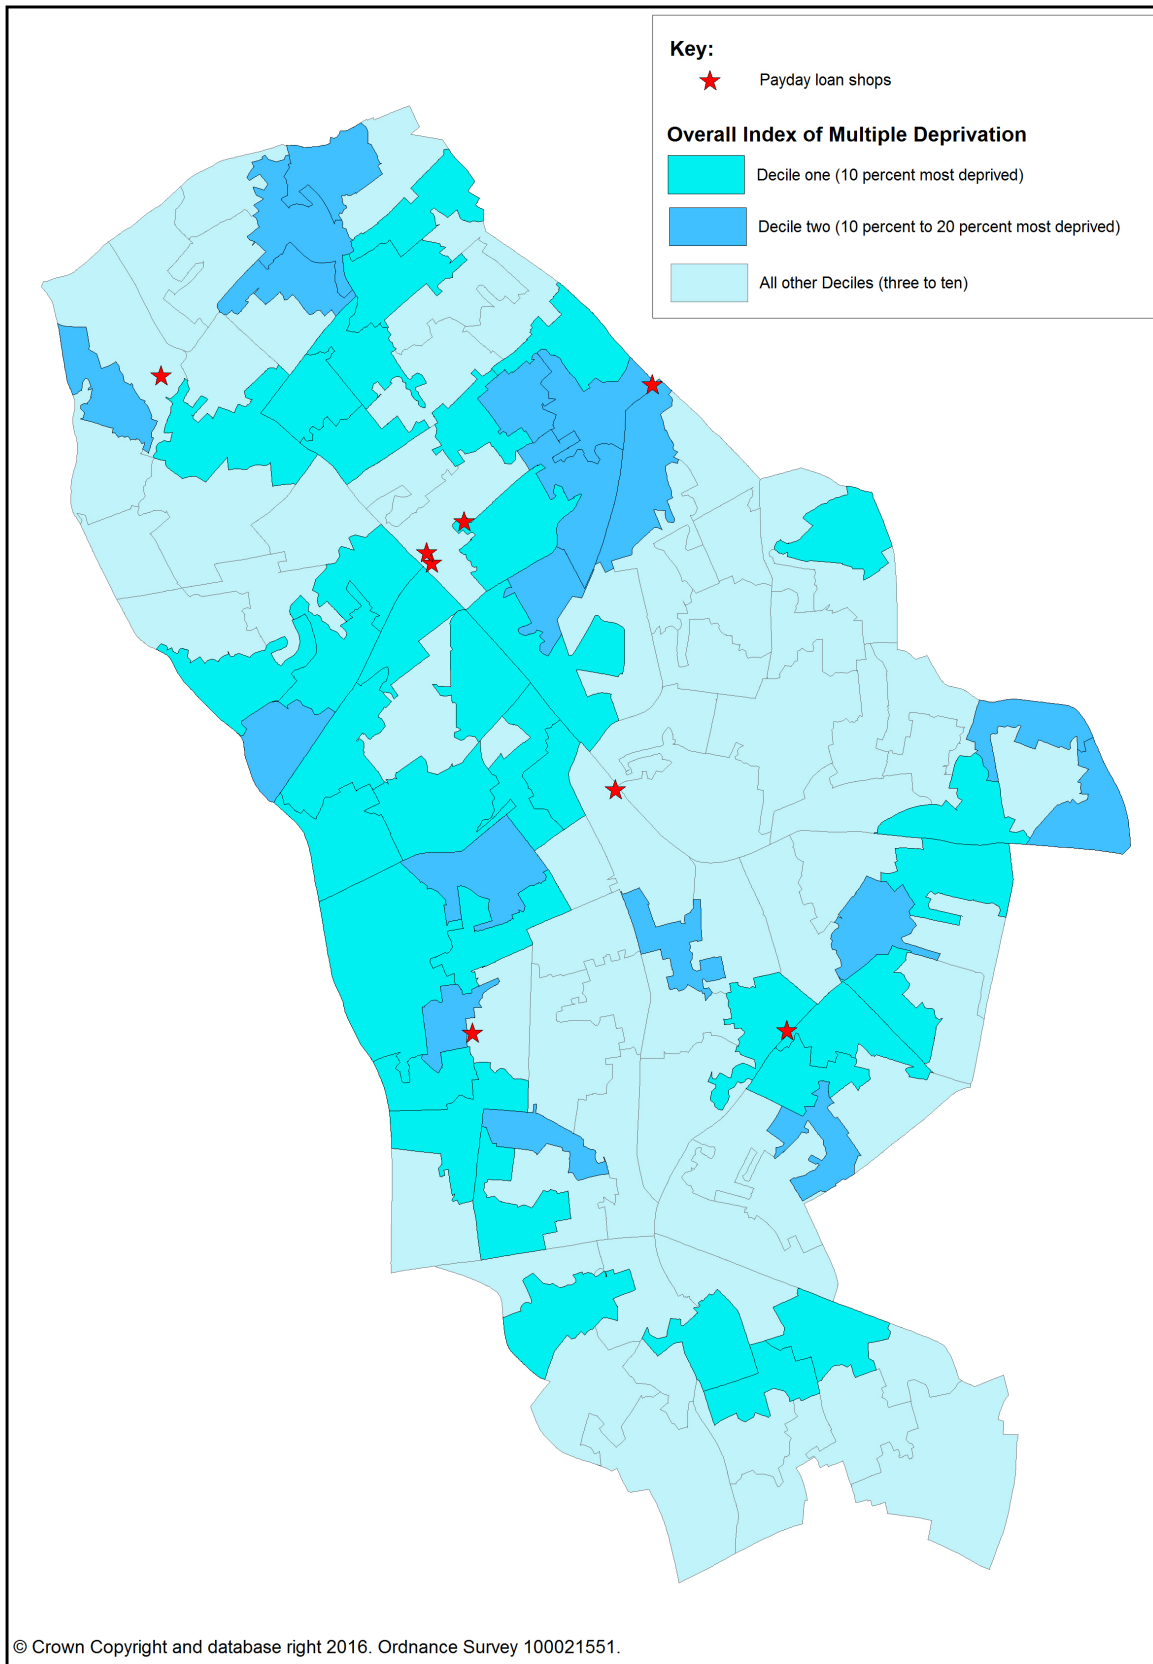 Key:
Payday loan shops
Overall Index of Multiple Deprivation
Decile one (10 percent most deprived)
Decile two (10 percent to 20 percent most deprived)
All other Deciles (three to ten)
© Crown Copyright and database right 2016. Ordnance Survey 100021551.